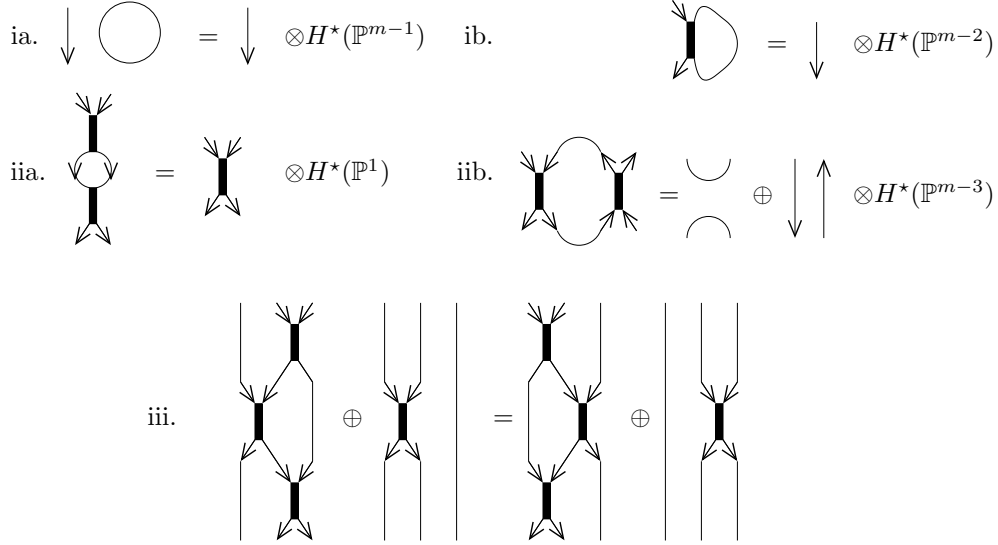 ia. = ⊗H^⋆(ℙ^{m−1}) ib. = ⊗H^⋆(ℙ^{m−2})
iia. = ⊗H^⋆(ℙ^1) iib. = ⊕ ⊗H^⋆(ℙ^{m−3})
iii. ⊕ = ⊕